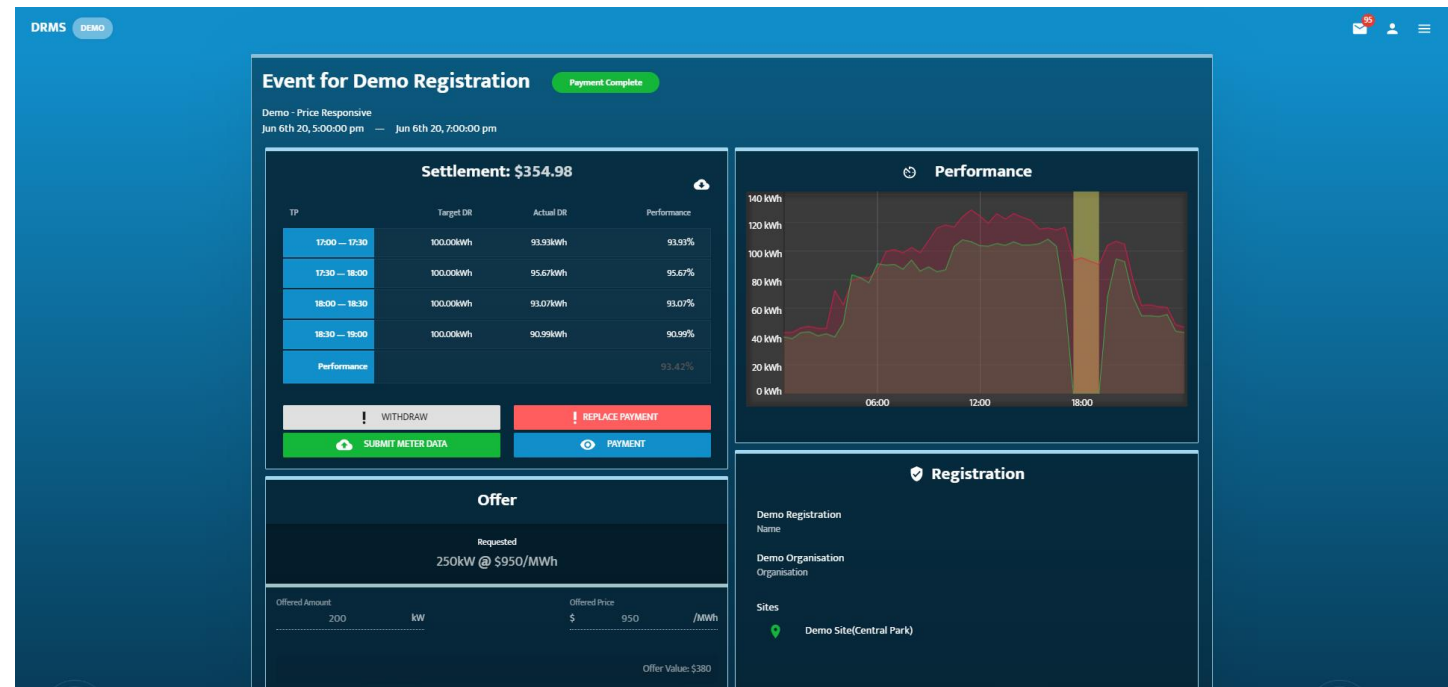 DRMS DEMO
95
Event for Demo Registration Payment Complete
Demo - Price Responsive
Jun 6th 20, 5:00:00 pm — Jun 6th 20, 7:00:00 pm
Settlement: $354.98
TP Target DR Actual DR Performance
17:00 — 17:30 100.00kWh 93.93kWh 93.93%
17:30 — 18:00 100.00kWh 95.67kWh 95.67%
18:00 — 18:30 100.00kWh 93.07kWh 93.07%
18:30 — 19:00 100.00kWh 90.99kWh 90.99%
Performance 93.42%
! WITHDRAW ! REPLACE PAYMENT
SUBMIT METER DATA PAYMENT
Offer
Requested
250kW @ $950/MWh
Offered Amount Offered Price
200 kW $ 950 /MWh
Offer Value: $380
Performance
140 kWh
120 kWh
100 kWh
80 kWh
60 kWh
40 kWh
20 kWh
0 kWh
06:00 12:00 18:00
Registration
Demo Registration
Name
Demo Organisation
Organisation
Sites
Demo Site(Central Park)